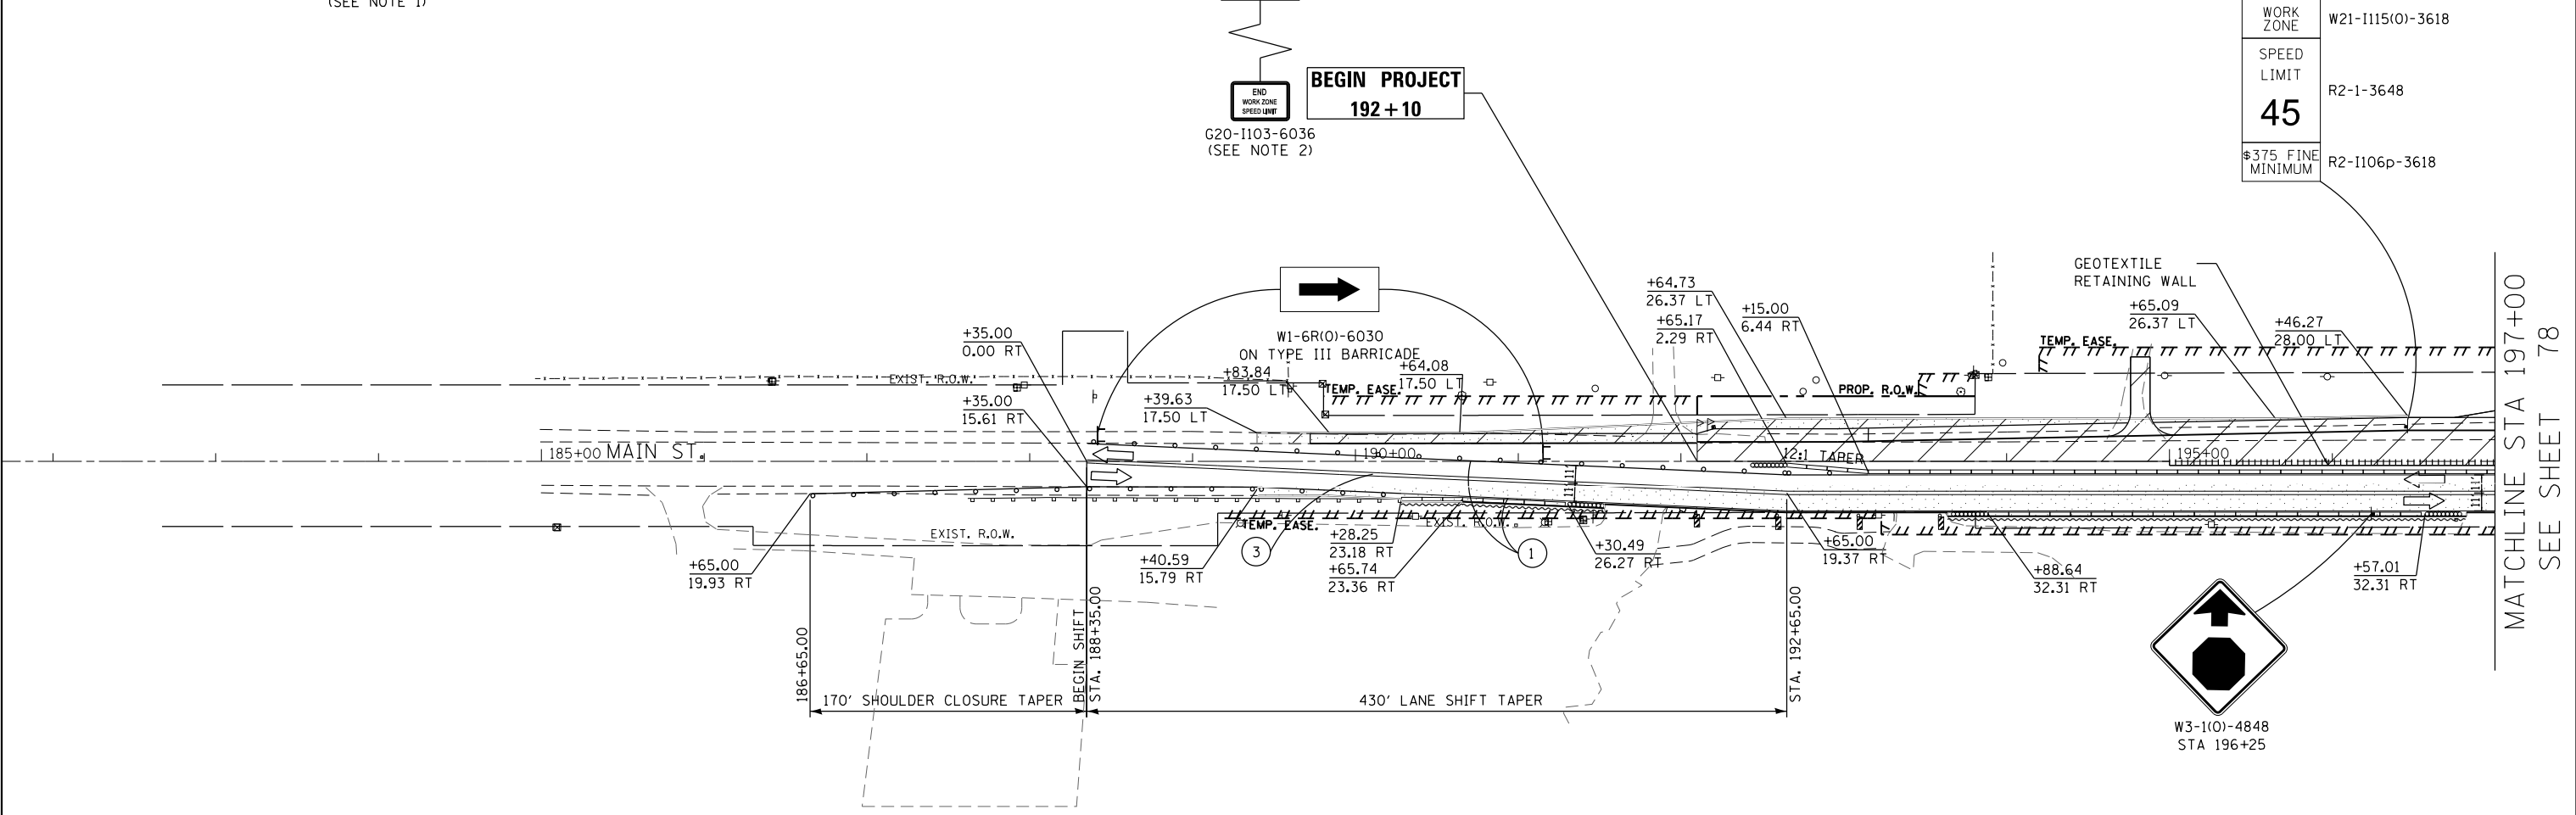 (SEE NOTE 1)
END
WORK ZONE
SPEED LIMIT
G20-I103-6036
(SEE NOTE 2)
BEGIN PROJECT
192+10
WORK
ZONE
W21-I115(O)-3618
SPEED
LIMIT
45
R2-1-3648
$375 FINE
MINIMUM
R2-I106p-3618
W1-6R(O)-6030
ON TYPE III BARRICADE
+35.00
0.00 RT
+35.00
15.61 RT
+39.63
17.50 LT
+83.84
17.50 LT
+64.08
17.50 LT
+64.73
26.37 LT
+65.17
2.29 RT
+15.00
6.44 RT
GEOTEXTILE
RETAINING WALL
+65.09
26.37 LT
+46.27
28.00 LT
EXIST. R.O.W.
TEMP. EASE.
PROP. R.O.W.
TEMP. EASE.
185+00
MAIN ST.
190+00
12:1 TAPER
195+00
11'
11'
11'
11'
EXIST. R.O.W.
TEMP. EASE.
EXIST. R.O.W.
+65.00
19.93 RT
+40.59
15.79 RT
3
+28.25
23.18 RT
+65.74
23.36 RT
1
+30.49
26.27 RT
+65.00
19.37 RT
+88.64
32.31 RT
+57.01
32.31 RT
186+65.00
BEGIN SHIFT
STA. 188+35.00
STA. 192+65.00
170' SHOULDER CLOSURE TAPER
430' LANE SHIFT TAPER
W3-1(O)-4848
STA 196+25
MATCHLINE STA 197+00
SEE SHEET 78